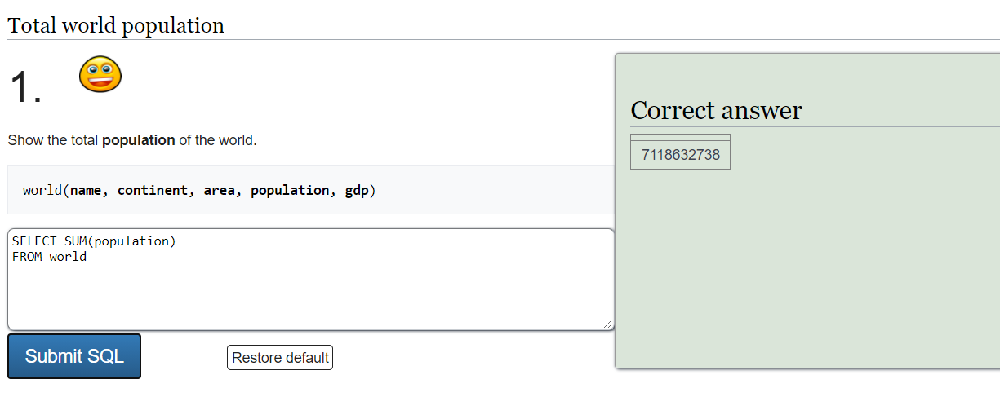 Total world population
1.
Show the total population of the world.
world(name, continent, area, population, gdp)
SELECT SUM(population)
FROM world
Submit SQL
Restore default
Correct answer
7118632738